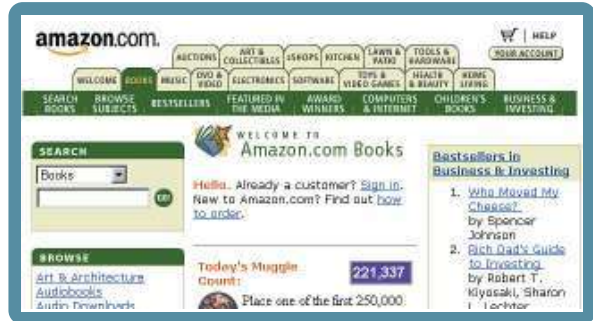 amazon.com.
HELP
YOUR ACCOUNT
AUCTIONS
ART & COLLECTIBLES
zSHOPS
KITCHEN
LAWN & PATIO
TOOLS & HARDWARE
WELCOME
BOOKS
MUSIC
DVD & VIDEO
ELECTRONICS
SOFTWARE
TOYS & VIDEO GAMES
HEALTH & BEAUTY
HOME LIVING
SEARCH BOOKS
BROWSE SUBJECTS
BESTSELLERS
FEATURED IN THE MEDIA
AWARD WINNERS
COMPUTERS & INTERNET
CHILDREN'S BOOKS
BUSINESS & INVESTING
SEARCH
Books
GO!
BROWSE
Art & Architecture
Audiobooks
Audio Downloads
WELCOME TO
Amazon.com Books
Hello. Already a customer? Sign in.
New to Amazon.com? Find out how
to order.
Today's Muggle
Count:
221,337
Place one of the first 250,000
Bestsellers in
Business & Investing
1. Who Moved My
Cheese?
by Spencer
Johnson
2. Rich Dad's Guide
to Investing
by Robert T.
Kiyosaki, Sharon
L. Lechter